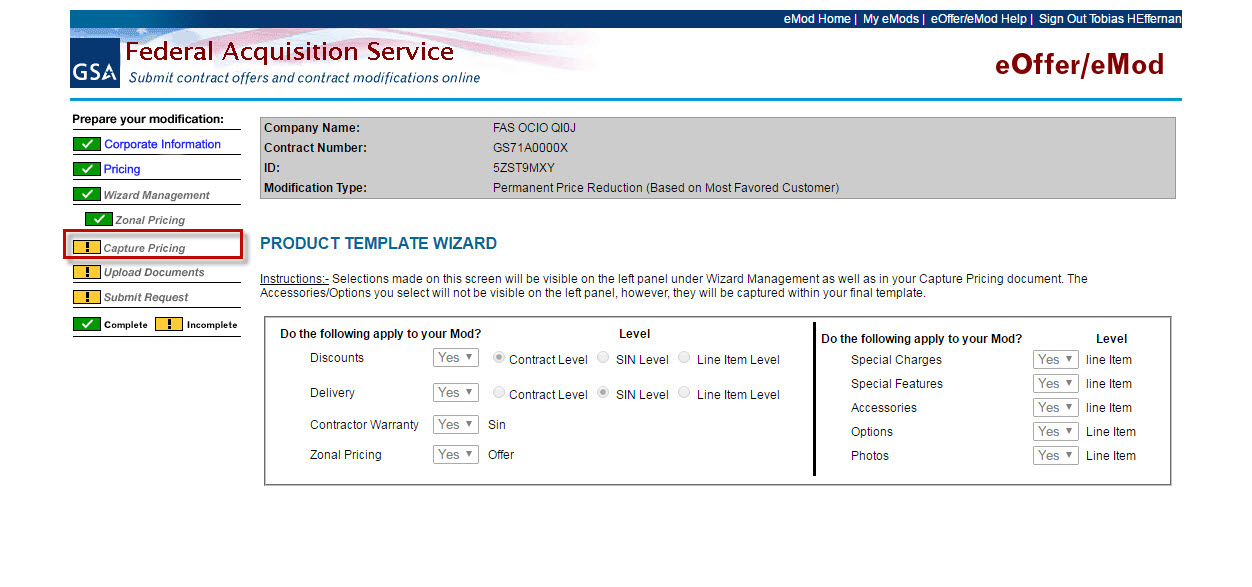 eMod Home | My eMods | eOffer/eMod Help | Sign Out Tobias HEffernan
GSA
Federal Acquisition Service
Submit contract offers and contract modifications online
eOffer/eMod
Prepare your modification:
Corporate Information
Pricing
Wizard Management
Zonal Pricing
Capture Pricing
Upload Documents
Submit Request
Complete Incomplete
Company Name: FAS OCIO QI0J
Contract Number: GS71A0000X
ID: 5ZST9MXY
Modification Type: Permanent Price Reduction (Based on Most Favored Customer)
PRODUCT TEMPLATE WIZARD
Instructions:- Selections made on this screen will be visible on the left panel under Wizard Management as well as in your Capture Pricing document. The
Accessories/Options you select will not be visible on the left panel, however, they will be captured within your final template.
Do the following apply to your Mod? Level
Discounts Yes Contract Level SIN Level Line Item Level
Delivery Yes Contract Level SIN Level Line Item Level
Contractor Warranty Yes Sin
Zonal Pricing Yes Offer
Do the following apply to your Mod? Level
Special Charges Yes line Item
Special Features Yes line Item
Accessories Yes line Item
Options Yes Line Item
Photos Yes Line Item